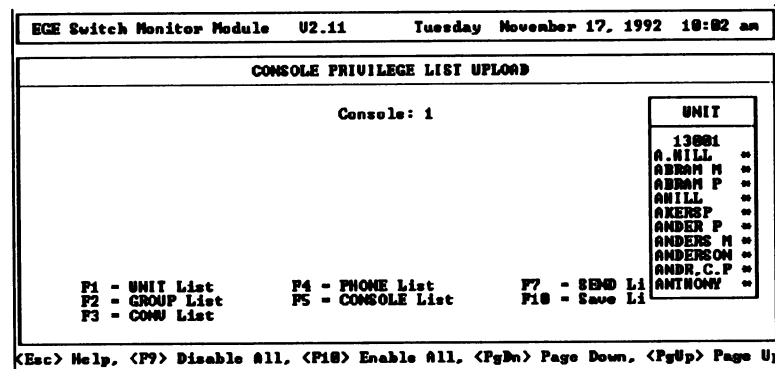 EGE Switch Monitor Module V2.11 Tuesday November 17, 1992 10:02 am
CONSOLE PRIVILEGE LIST UPLOAD
Console: 1
UNIT
13001
A.HILL *
ABRAM M *
ABRAM P *
AHILL *
AKERSP *
ANDER P *
ANDERS M *
ANDERSON *
ANDR,C.P *
ANTHONY *
F1 - UNIT List F4 - PHONE List F7 - SEND Li
F2 - GROUP List F5 - CONSOLE List F10 - Save Li
F3 - CONV List
<Esc> Help, <F9> Disable All, <F10> Enable All, <PgDn> Page Down, <PgUp> Page Up